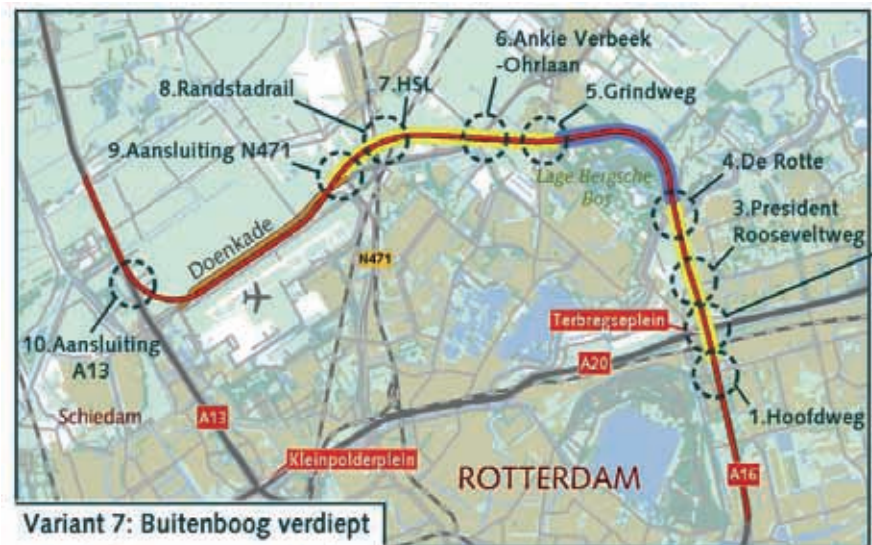 6.Ankie Verbeek
-Ohrlaan
8.Randstadrail
7.HSL
5.Grindweg
9.Aansluiting N471
Lage Bergsche
Bos
4.De Rotte
3.President
Rooseveltweg
Doenkade
N471
Terbregseplein
10.Aansluiting
A13
A20
Schiedam
A13
1.Hoofdweg
Kleinpolderplein
ROTTERDAM
A16
Variant 7: Buitenboog verdiept